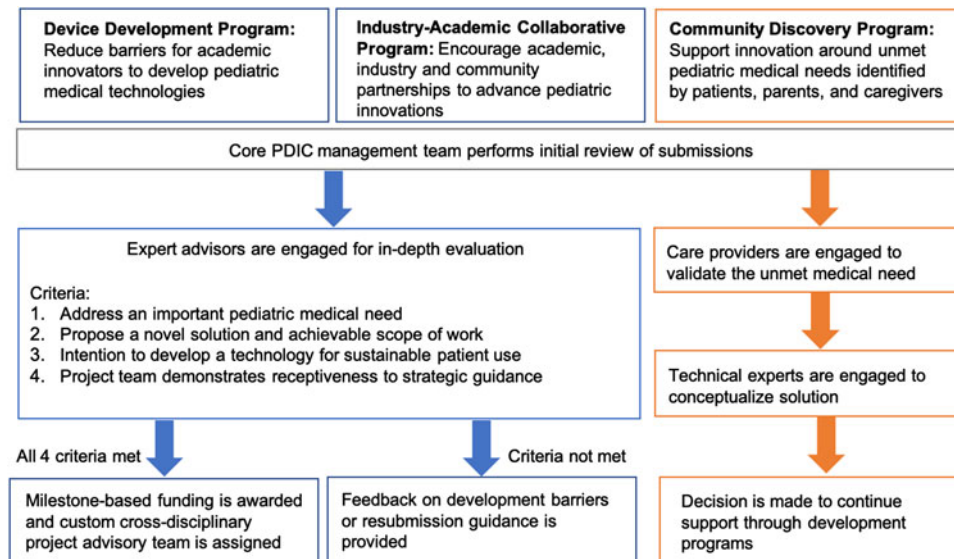 Device Development Program:
Reduce barriers for academic
innovators to develop pediatric
medical technologies
Industry-Academic Collaborative
Program: Encourage academic,
industry and community
partnerships to advance pediatric
innovations
Community Discovery Program:
Support innovation around unmet
pediatric medical needs identified
by patients, parents, and caregivers
Core PDIC management team performs initial review of submissions
Expert advisors are engaged for in-depth evaluation
Criteria:
1. Address an important pediatric medical need
2. Propose a novel solution and achievable scope of work
3. Intention to develop a technology for sustainable patient use
4. Project team demonstrates receptiveness to strategic guidance
Care providers are engaged to
validate the unmet medical need
Technical experts are engaged to
conceptualize solution
All 4 criteria met
Criteria not met
Milestone-based funding is awarded
and custom cross-disciplinary
project advisory team is assigned
Feedback on development barriers
or resubmission guidance is
provided
Decision is made to continue
support through development
programs